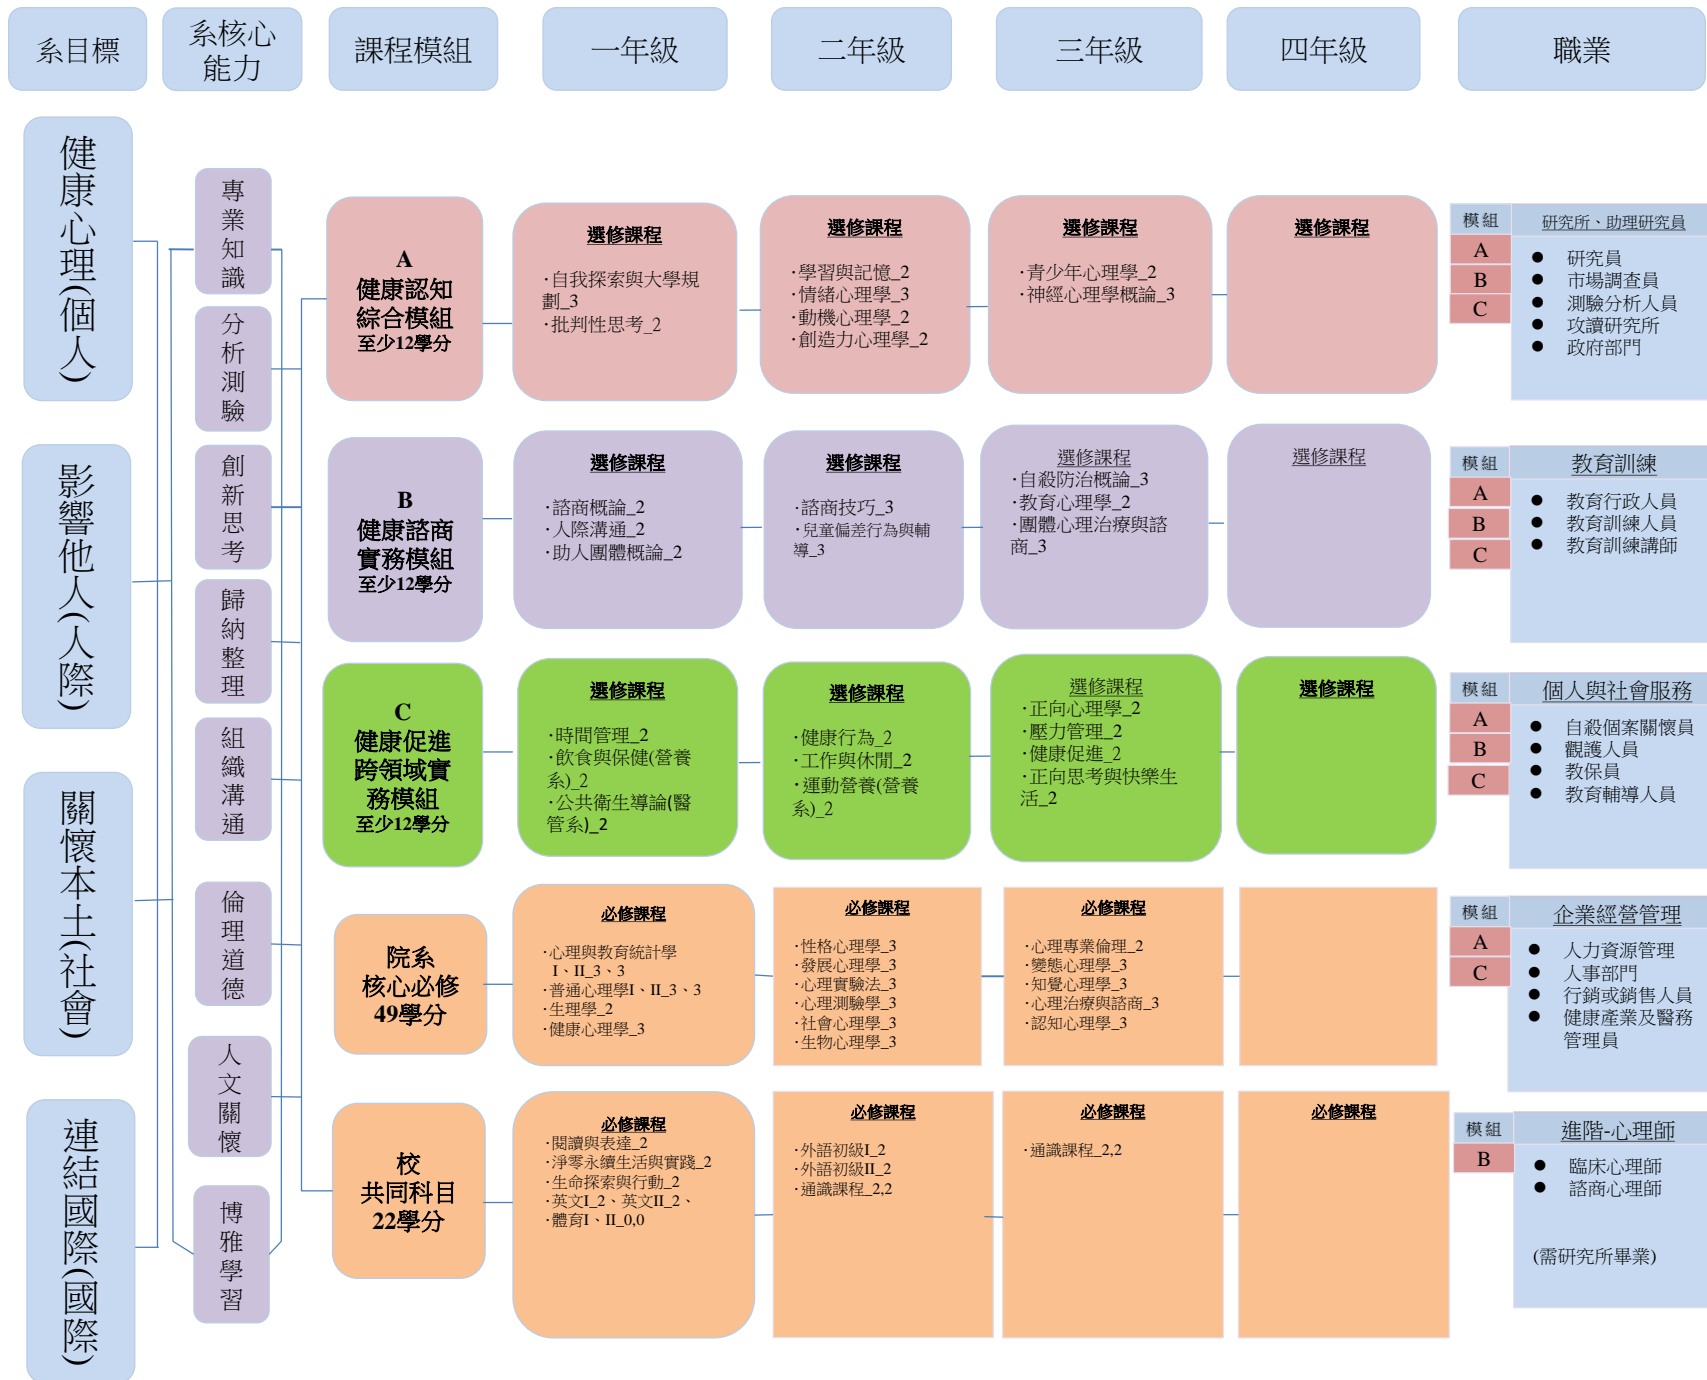 系目標
系核心
能力
課程模組
一年級
二年級
三年級
四年級
職業
健康心理(個人)
影響他人(人際)
關懷本土(社會)
連結國際(國際)
專業知識
分析測驗
創新思考
歸納整理
組織溝通
倫理道德
人文關懷
博雅學習
A
健康認知
綜合模組
至少12學分
選修課程
·自我探索與大學規
劃_3
·批判性思考_2
選修課程
·學習與記憶_2
·情緒心理學_3
·動機心理學_2
·創造力心理學_2
選修課程
·青少年心理學_2
·神經心理學概論_3
選修課程
模組
A
B
C
研究所、助理研究員
● 研究員
● 市場調查員
● 測驗分析人員
● 攻讀研究所
● 政府部門
B
健康諮商
實務模組
至少12學分
選修課程
·諮商概論_2
·人際溝通_2
·助人團體概論_2
選修課程
·諮商技巧_3
·兒童偏差行為與輔
導_3
選修課程
·自殺防治概論_3
·教育心理學_2
·團體心理治療與諮
商_3
選修課程
模組
A
B
C
教育訓練
● 教育行政人員
● 教育訓練人員
● 教育訓練講師
C
健康促進
跨領域實
務模組
至少12學分
選修課程
·時間管理_2
·飲食與保健(營養
系)_2
·公共衛生導論(醫
管系)_2
選修課程
·健康行為_2
·工作與休閒_2
·運動營養(營養
系)_2
選修課程
·正向心理學_2
·壓力管理_2
·健康促進_2
·正向思考與快樂生
活_2
選修課程
模組
A
B
C
個人與社會服務
● 自殺個案關懷員
● 觀護人員
● 教保員
● 教育輔導人員
院系
核心必修
49學分
必修課程
·心理與教育統計學
I、II_3、3
·普通心理學I、II_3、3
·生理學_2
·健康心理學_3
必修課程
·性格心理學_3
·發展心理學_3
·心理實驗法_3
·心理測驗學_3
·社會心理學_3
·生物心理學_3
必修課程
·心理專業倫理_2
·變態心理學_3
·知覺心理學_3
·心理治療與諮商_3
·認知心理學_3
模組
A
C
企業經營管理
● 人力資源管理
● 人事部門
● 行銷或銷售人員
● 健康產業及醫務
管理員
校
共同科目
22學分
必修課程
·閱讀與表達_2
·淨零永續生活與實踐_2
·生命探索與行動_2
·英文I_2、英文II_2、
·體育I、II_0,0
必修課程
·外語初級I_2
·外語初級II_2
·通識課程_2,2
必修課程
·通識課程_2,2
必修課程
模組
B
進階-心理師
● 臨床心理師
● 諮商心理師
(需研究所畢業)